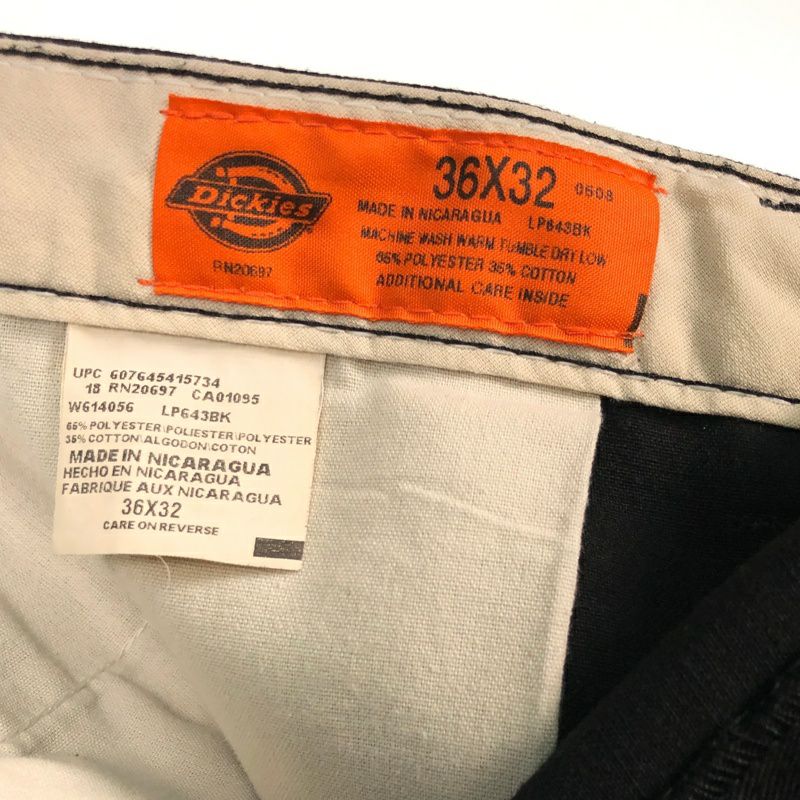 36X32 0608
Dickies
MADE IN NICARAGUA LP643BK
MACHINE WASH WARM TUMBLE DRY LOW
65% POLYESTER 35% COTTON
RN20697
ADDITIONAL CARE INSIDE
UPC 607645415734
18 RN20697 CA01095
W614056 LP643BK
65% POLYESTER\POLIESTER\POLYESTER
35% COTTON\ALGODON\COTON
MADE IN NICARAGUA
HECHO EN NICARAGUA
FABRIQUE AUX NICARAGUA
36X32
CARE ON REVERSE